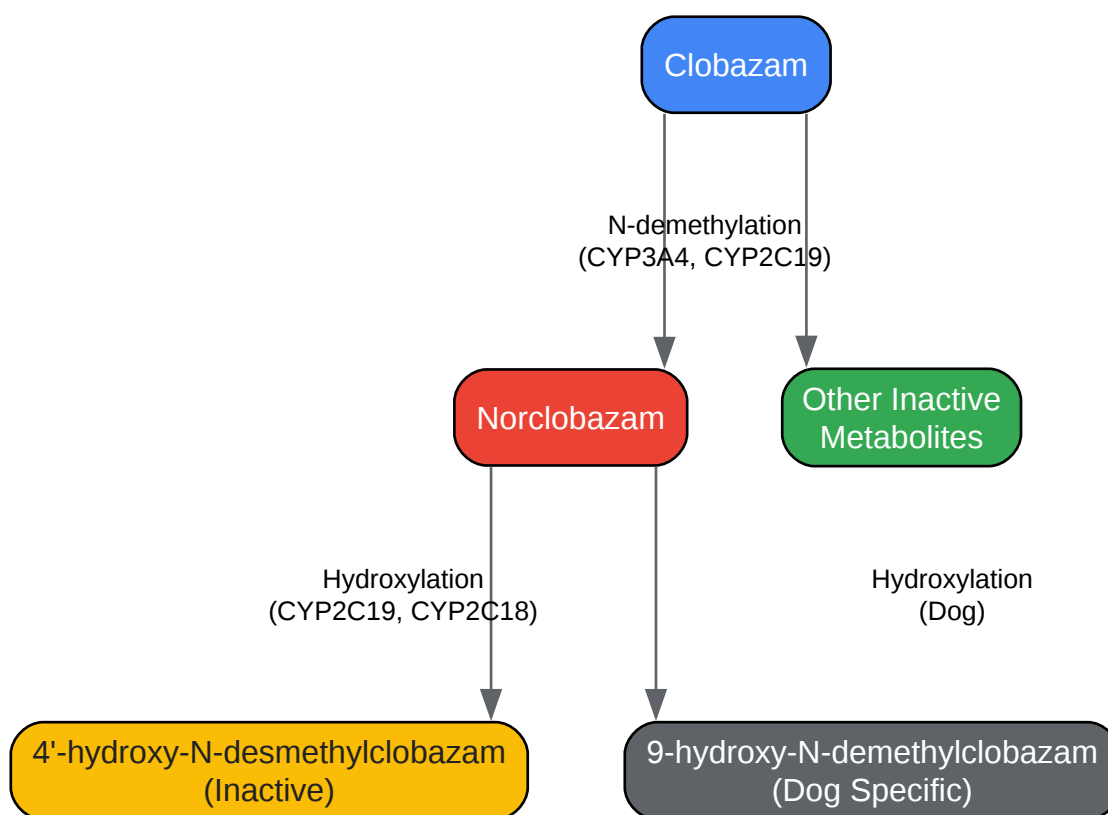 Clobazam
N-demethylation
(CYP3A4, CYP2C19)
Norclobazam
Other Inactive
Metabolites
Hydroxylation
(CYP2C19, CYP2C18)
Hydroxylation
(Dog)
4'-hydroxy-N-desmethylclobazam
(Inactive)
9-hydroxy-N-demethylclobazam
(Dog Specific)